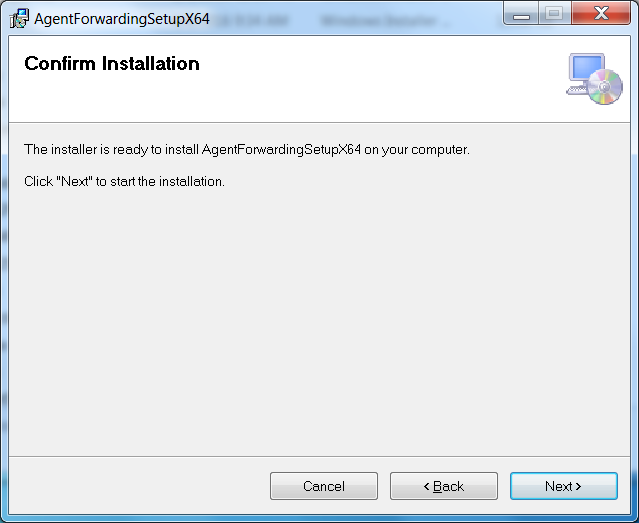 AgentForwardingSetupX64
Confirm Installation
The installer is ready to install AgentForwardingSetupX64 on your computer.
Click "Next" to start the installation.
Cancel
< Back
Next >